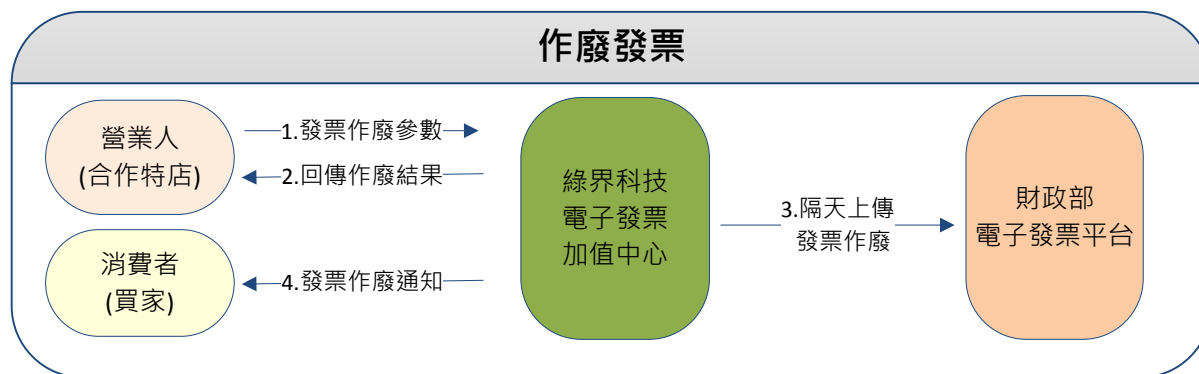 作廢發票
營業人
(合作特店)
1.發票作廢參數
2.回傳作廢結果
消費者
(買家)
4.發票作廢通知
綠界科技
電子發票
加值中心
3.隔天上傳
發票作廢
財政部
電子發票平台